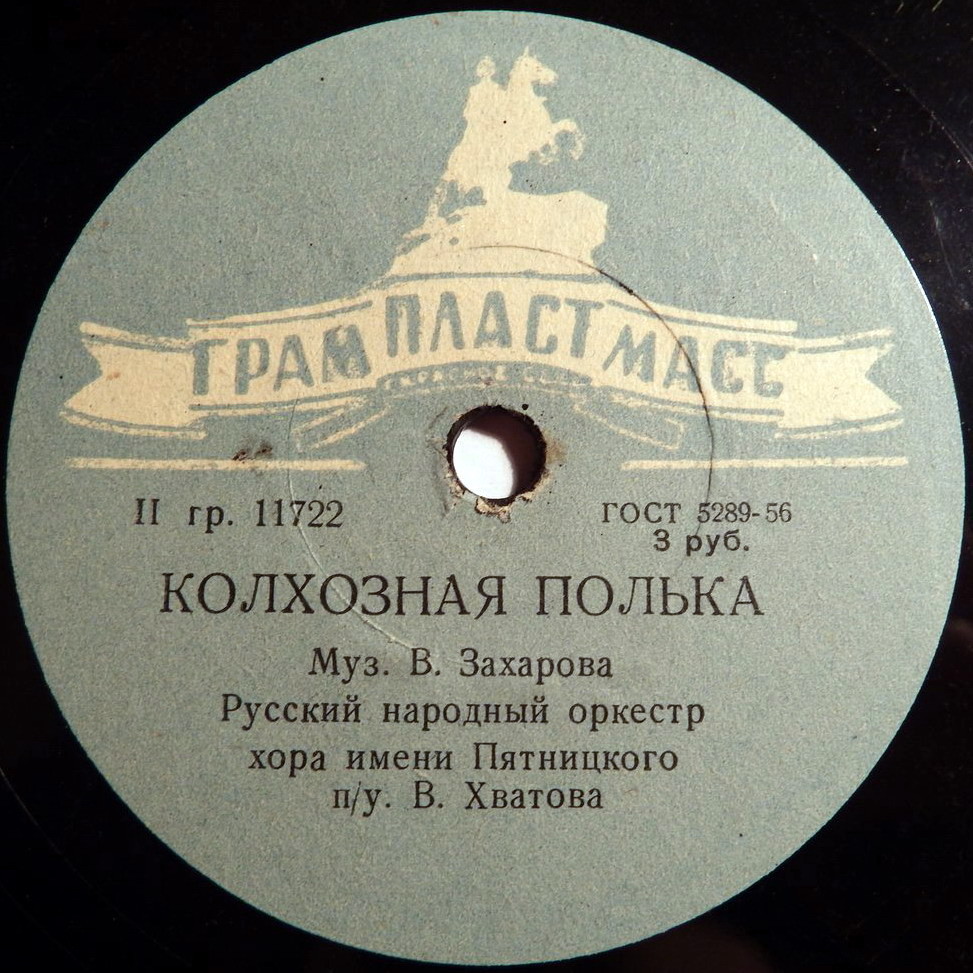 ГРАМПЛАСТМАСС
II гр. 11722
ГОСТ 5289-56
3 руб.
КОЛХОЗНАЯ ПОЛЬКА
Муз. В. Захарова
Русский народный оркестр
хора имени Пятницкого
п/у. В. Хватова